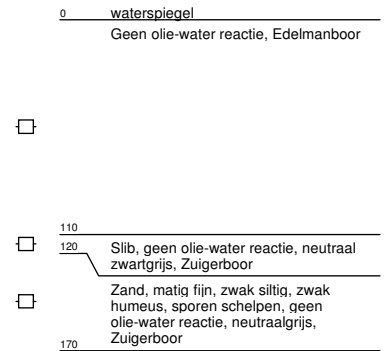 0 waterspiegel
Geen olie-water reactie, Edelmanboor
110
120 Slib, geen olie-water reactie, neutraal
zwartgrijs, Zuigerboor
Zand, matig fijn, zwak siltig, zwak
humeus, sporen schelpen, geen
olie-water reactie, neutraalgrijs,
Zuigerboor
170